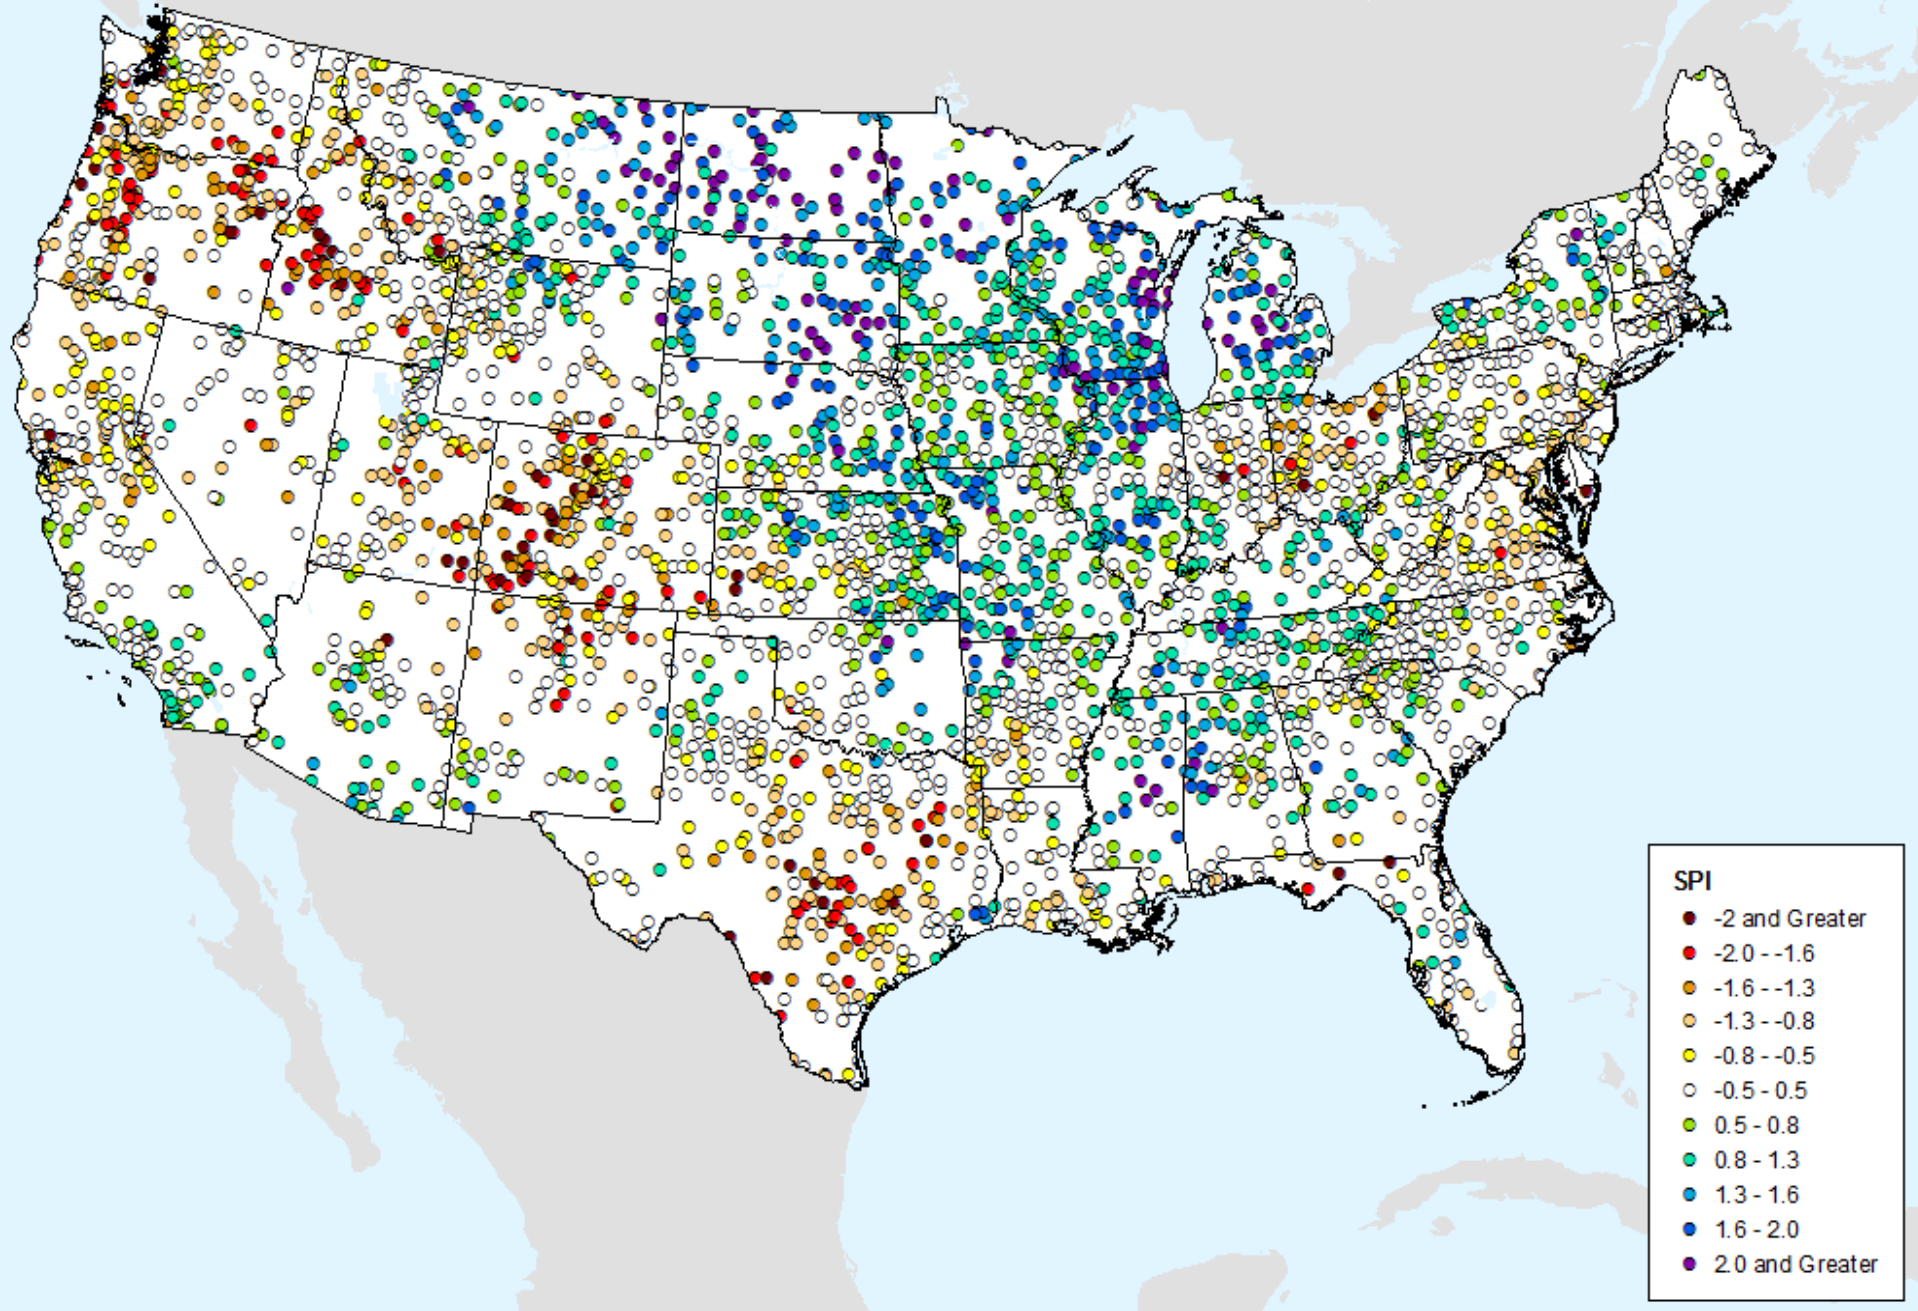 SPI
-2 and Greater
-2.0 - -1.6
-1.6 - -1.3
-1.3 - -0.8
-0.8 - -0.5
-0.5 - 0.5
0.5 - 0.8
0.8 - 1.3
1.3 - 1.6
1.6 - 2.0
2.0 and Greater